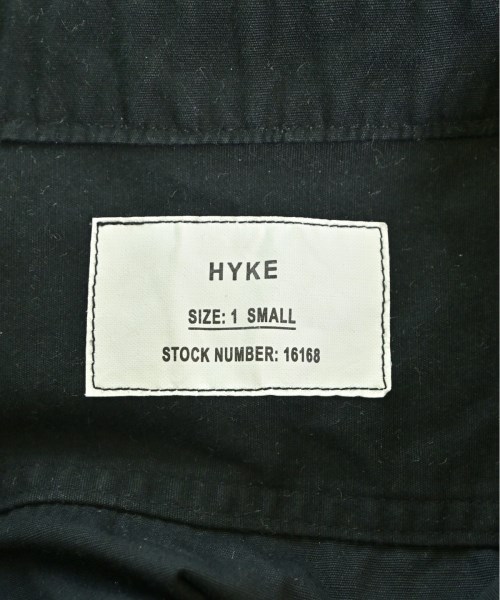 HYKE
SIZE: 1 SMALL
STOCK NUMBER: 16168